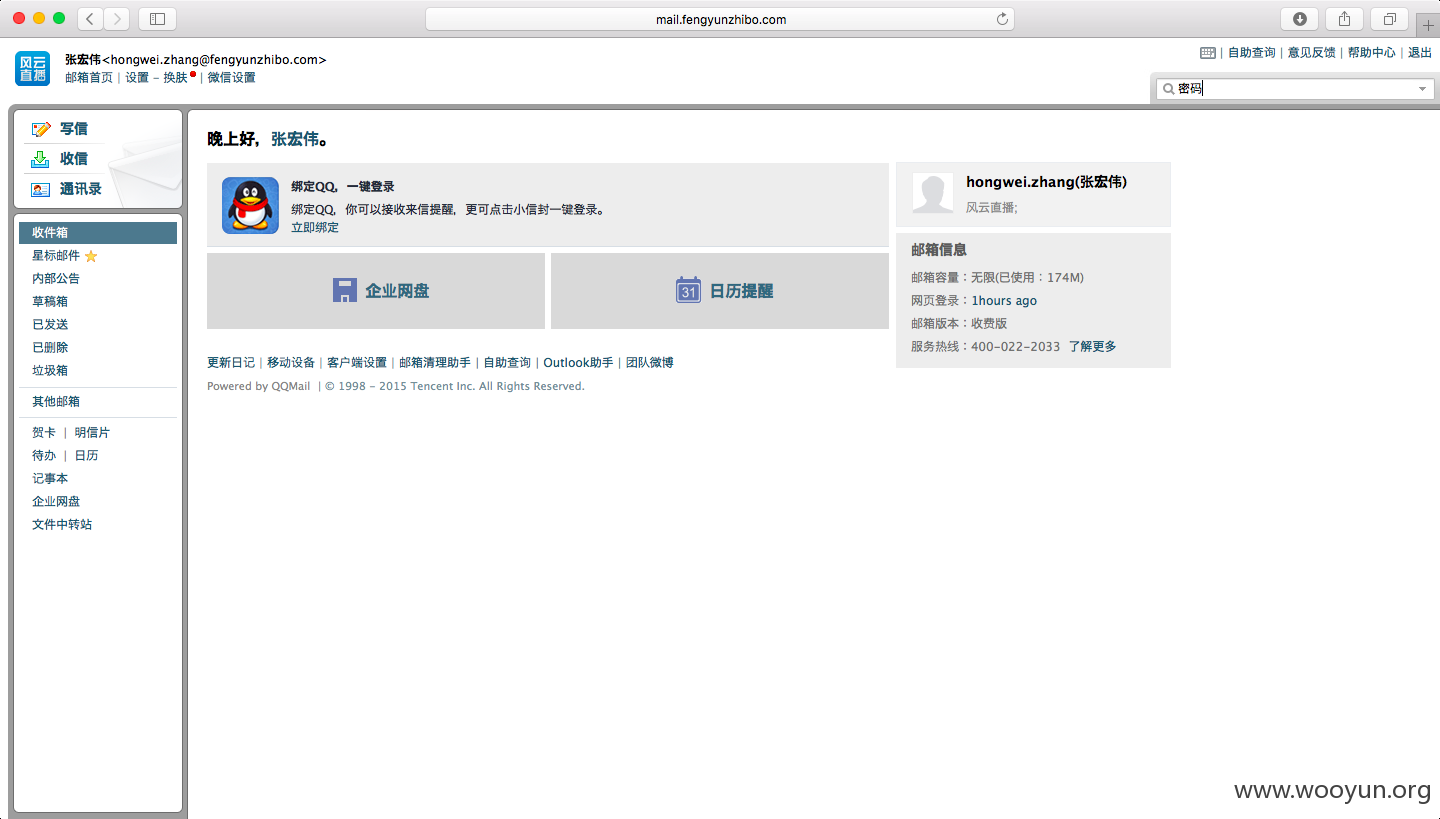 mail.fengyunzhibo.com
风云直播
张宏伟<hongwei.zhang@fengyunzhibo.com>
邮箱首页 | 设置 - 换肤 | 微信设置
| 自助查询 | 意见反馈 | 帮助中心 | 退出
密码
写信
收信
通讯录
收件箱
星标邮件
内部公告
草稿箱
已发送
已删除
垃圾箱
其他邮箱
贺卡 | 明信片
待办 | 日历
记事本
企业网盘
文件中转站
晚上好，张宏伟。
绑定QQ，一键登录
绑定QQ，你可以接收来信提醒，更可点击小信封一键登录。
立即绑定
企业网盘
31 日历提醒
更新日记 | 移动设备 | 客户端设置 | 邮箱清理助手 | 自助查询 | Outlook助手 | 团队微博
Powered by QQMail | © 1998 - 2015 Tencent Inc. All Rights Reserved.
hongwei.zhang(张宏伟)
风云直播;
邮箱信息
邮箱容量：无限(已使用：174M)
网页登录：1hours ago
邮箱版本：收费版
服务热线：400-022-2033 了解更多
www.wooyun.org